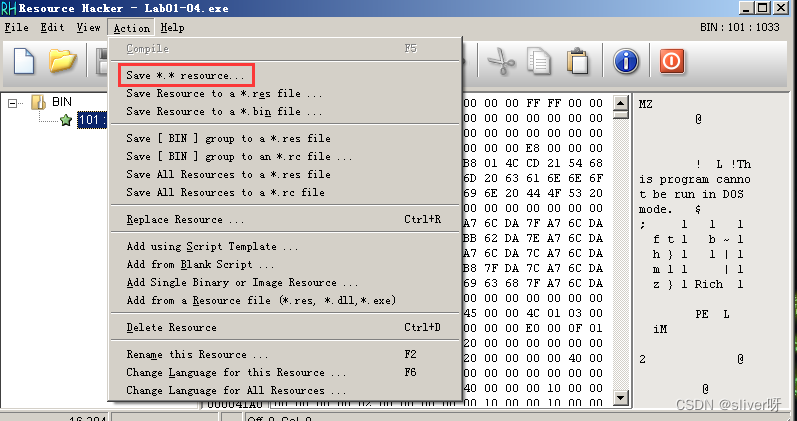 Resource Hacker - Lab01-04.exe
File Edit View Action Help BIN : 101 : 1033
Compile F5
Save *.* resource...
Save Resource to a *.res file ...
Save Resource to a *.bin file ...
Save [ BIN ] group to a *.res file
Save [ BIN ] group to an *.rc file ...
Save All Resources to a *.res file
Save All Resources to a *.rc file
Replace Resource ... Ctrl+R
Add using Script Template ...
Add from Blank Script ...
Add Single Binary or Image Resource ...
Add from a Resource file (*.res, *.dll,*.exe)
Delete Resource Ctrl+D
Rename this Resource ... F2
Change Language for this Resource ... F6
Change Language for All Resources ...
BIN
101 :
00 00 00 FF FF 00 00
00 00 00 00 00 00 00
00 00 00 00 00 00 00
00 00 00 E8 00 00 00
B8 01 4C CD 21 54 68
6D 20 63 61 6E 6E 6F
69 6E 20 44 4F 53 20
00 00 00 00 00 00 00
A7 6C DA 7F A7 6C DA
BB 62 DA 7E A7 6C DA
A7 6C DA 7C A7 6C DA
B8 7F DA 7C A7 6C DA
69 63 68 7F A7 6C DA
00 00 00 00 00 00 00
45 00 00 4C 01 03 00
00 00 00 E0 00 0F 01
20 00 00 00 00 00 00
00 00 00 00 00 40 00
40 00 00 00 10 00 00
MZ
@
! L !Th
is program canno
t be run in DOS
mode. $
; l l l
f t l b ~ l
h } l l | l
m l l | l
z } l Rich l
PE L
iM
2 @
@
CSDN @sliver呀